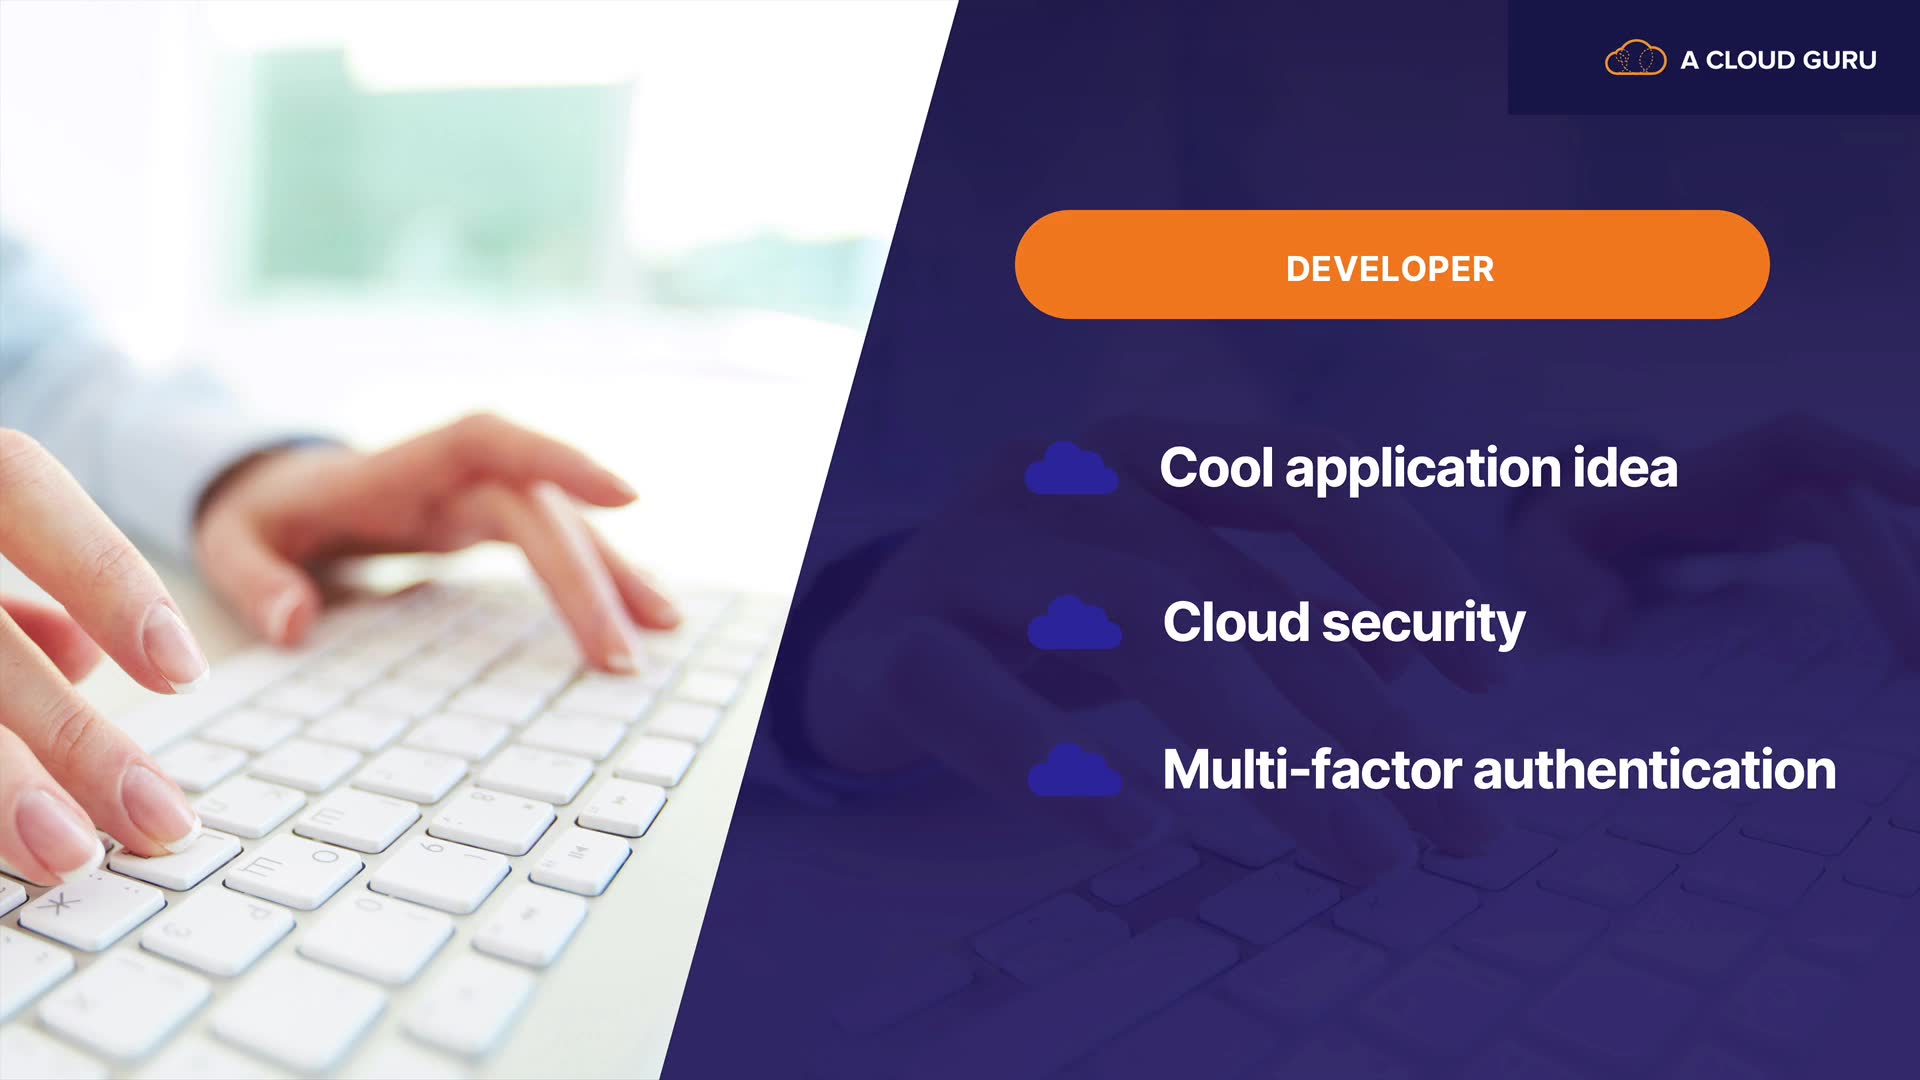 A CLOUD GURU
DEVELOPER
Cool application idea
Cloud security
Multi-factor authentication